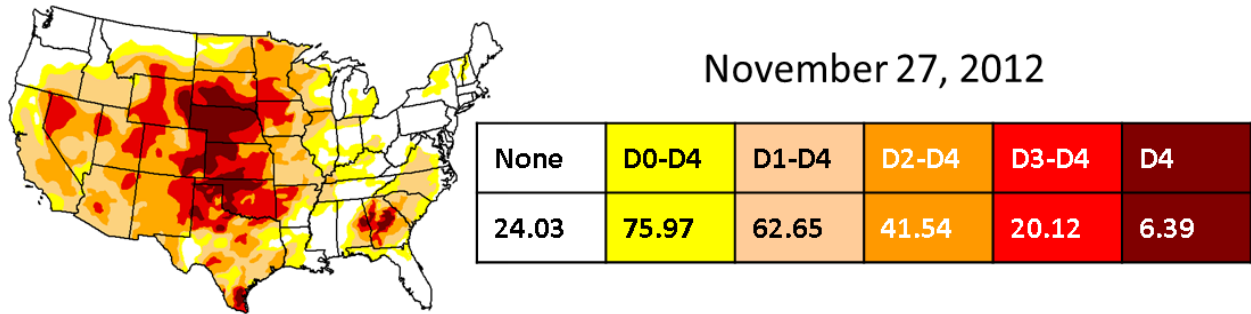 November 27, 2012
None D0-D4 D1-D4 D2-D4 D3-D4 D4
24.03 75.97 62.65 41.54 20.12 6.39